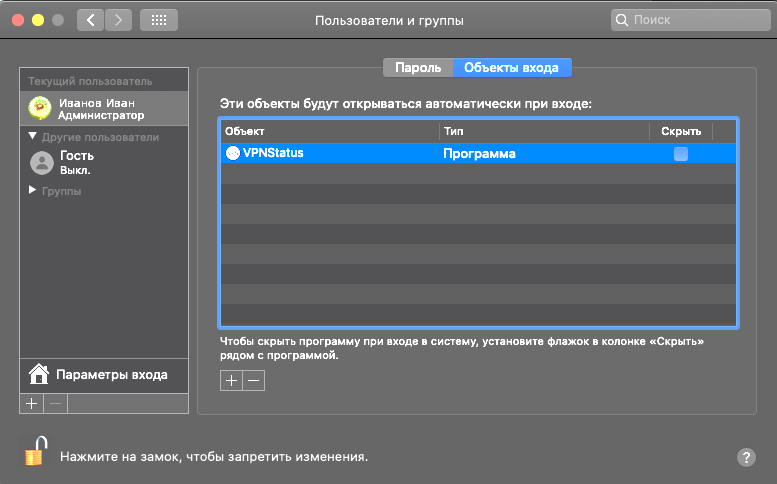 Пользователи и группы
Поиск
Текущий пользователь
Иванов Иван
Администратор
Другие пользователи
Гость
Выкл.
Группы
Параметры входа
Пароль
Объекты входа
Эти объекты будут открываться автоматически при входе:
Объект Тип Скрыть
VPNStatus Программа
Чтобы скрыть программу при входе в систему, установите флажок в колонке «Скрыть»
рядом с программой.
Нажмите на замок, чтобы запретить изменения.
?